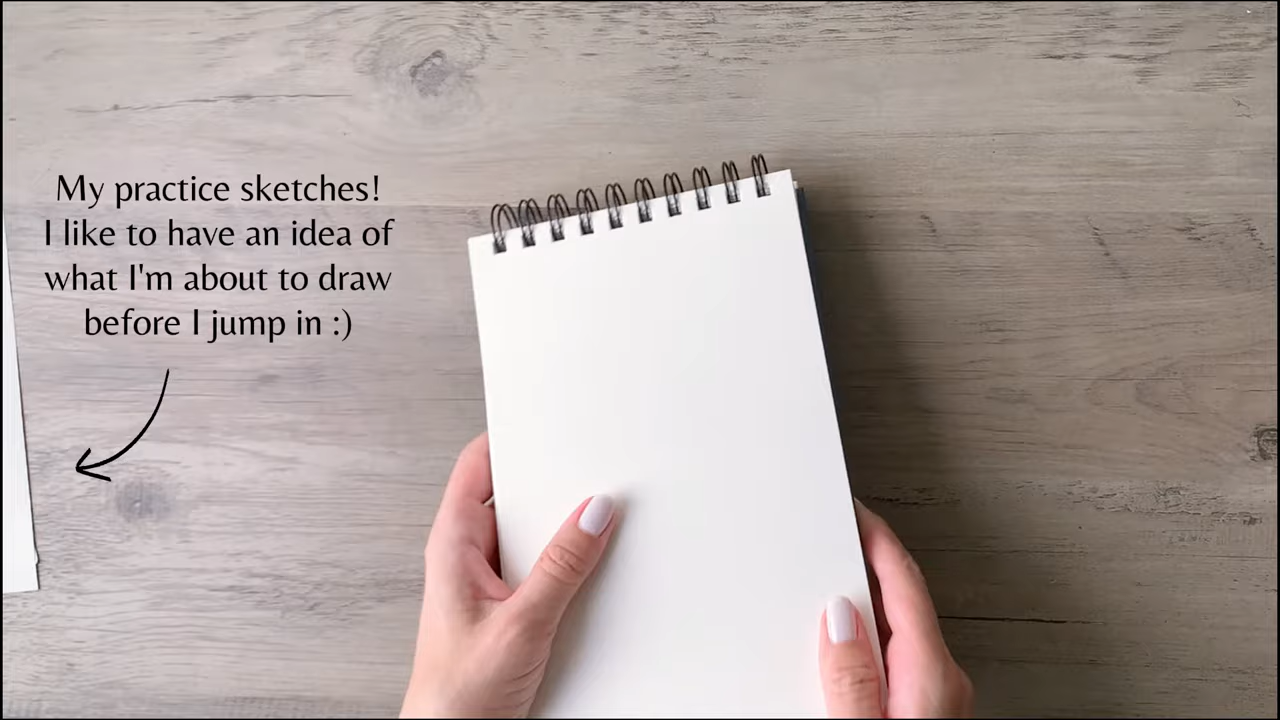 My practice sketches!
I like to have an idea of
what I'm about to draw
before I jump in :)